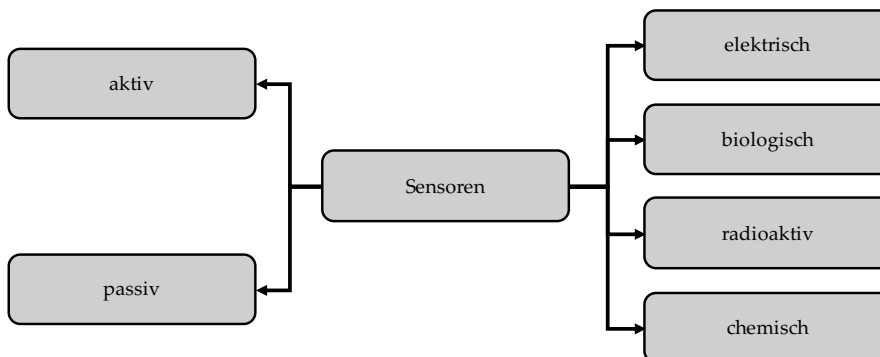 aktiv
passiv
Sensoren
elektrisch
biologisch
radioaktiv
chemisch